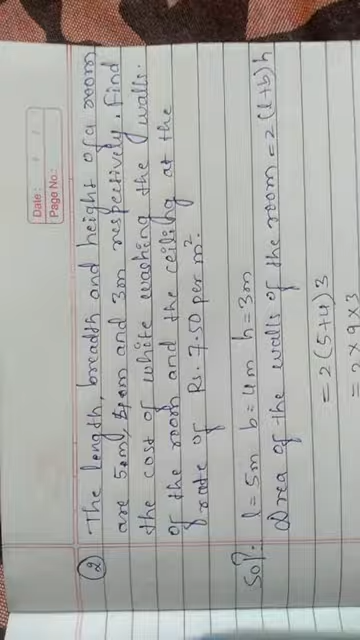 Date :
Page No.:
② The length, breadth and height of a room
are 5m, 4m and 3m respectively. Find
the cost of white washing the walls.
of the room and the ceiling at the
rate of Rs. 7.50 per m².
Solⁿ. l = 5m b = 4m h = 3m
Area of the walls of the room = 2(l+b)h
= 2(5+4)3
= 2×9×3